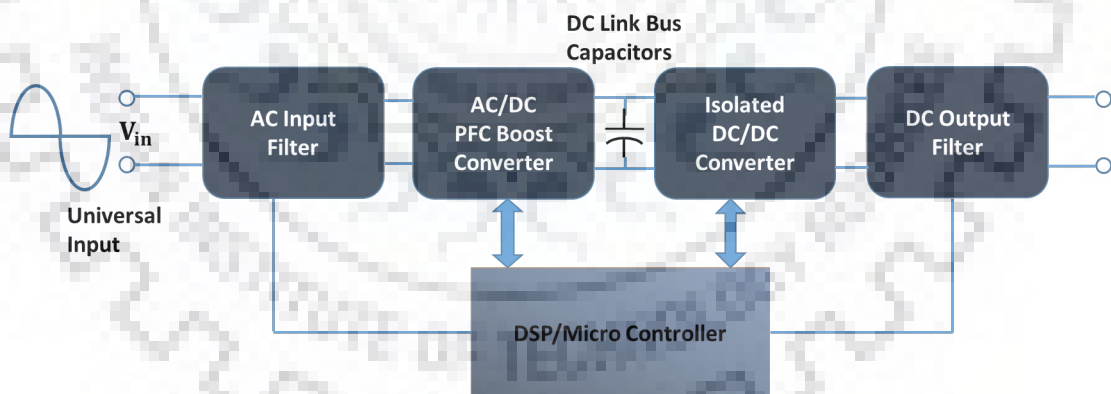 DC Link Bus
Capacitors
AC Input
Filter
AC/DC
PFC Boost
Converter
Isolated
DC/DC
Converter
DC Output
Filter
Vin
Universal
Input
DSP/Micro Controller